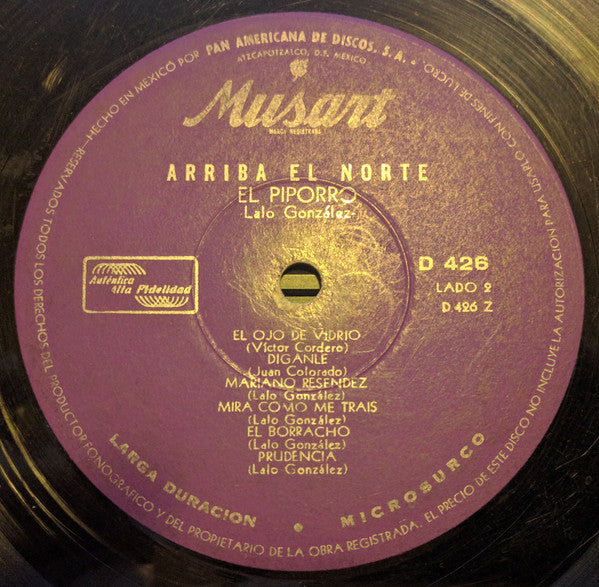 HECHO EN MEXICO POR PAN AMERICANA DE DISCOS, S.A. •
ATZCAPOTZALCO, D.F. MEXICO
Musart
MARCA REGISTRADA
ARRIBA EL NORTE
EL PIPORRO
Lalo González
Auténtica
Alta Fidelidad
D 426
LADO 2
D 426 Z
EL OJO DE VIDRIO
(Víctor Cordero)
DIGANLE
(Juan Colorado)
MARIANO RESENDEZ
(Lalo González)
MIRA COMO ME TRAIS
(Lalo González)
EL BORRACHO
(Lalo González)
PRUDENCIA
(Lalo González)
LARGA DURACION • MICROSURCO
—RESERVADOS TODOS LOS DERECHOS DEL PRODUCTOR FONOGRAFICO Y DEL PROPIETARIO DE LA OBRA REGISTRADA. EL PRECIO DE ESTE DISCO NO INCLUYE LA AUTORIZACION PARA USARLO CON FINES DE LUCRO.